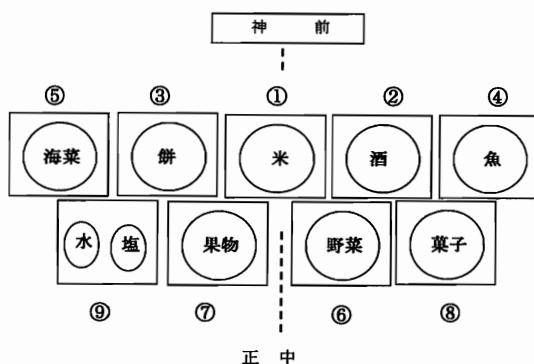 神 前
⑤ ③ ① ② ④
海菜 餅 米 酒 魚
水 塩 果物 野菜 菓子
⑨ ⑦ ⑥ ⑧
正 中